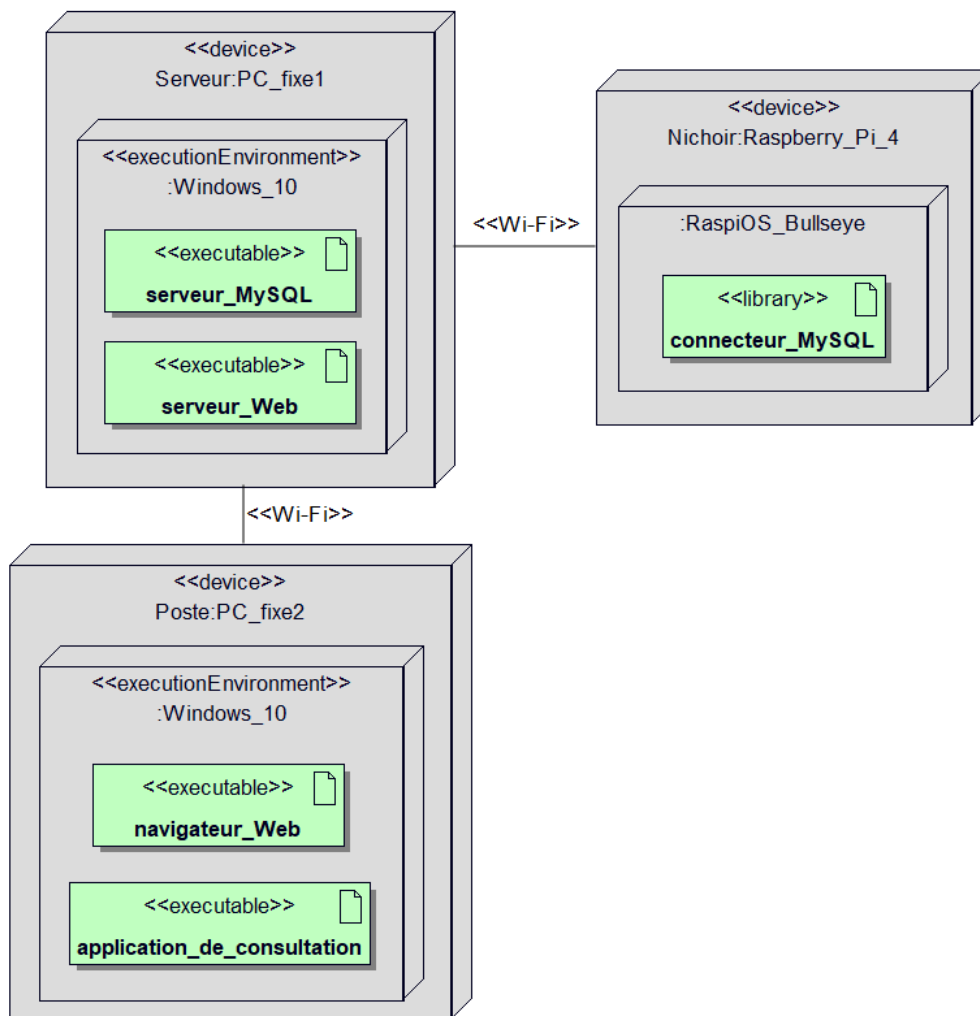 <<device>>
Serveur:PC_fixe1
<<executionEnvironment>>
:Windows_10
<<executable>>
serveur_MySQL
<<executable>>
serveur_Web
<<Wi-Fi>>
<<device>>
Nichoir:Raspberry_Pi_4
:RaspiOS_Bullseye
<<library>>
connecteur_MySQL
<<Wi-Fi>>
<<device>>
Poste:PC_fixe2
<<executionEnvironment>>
:Windows_10
<<executable>>
navigateur_Web
<<executable>>
application_de_consultation